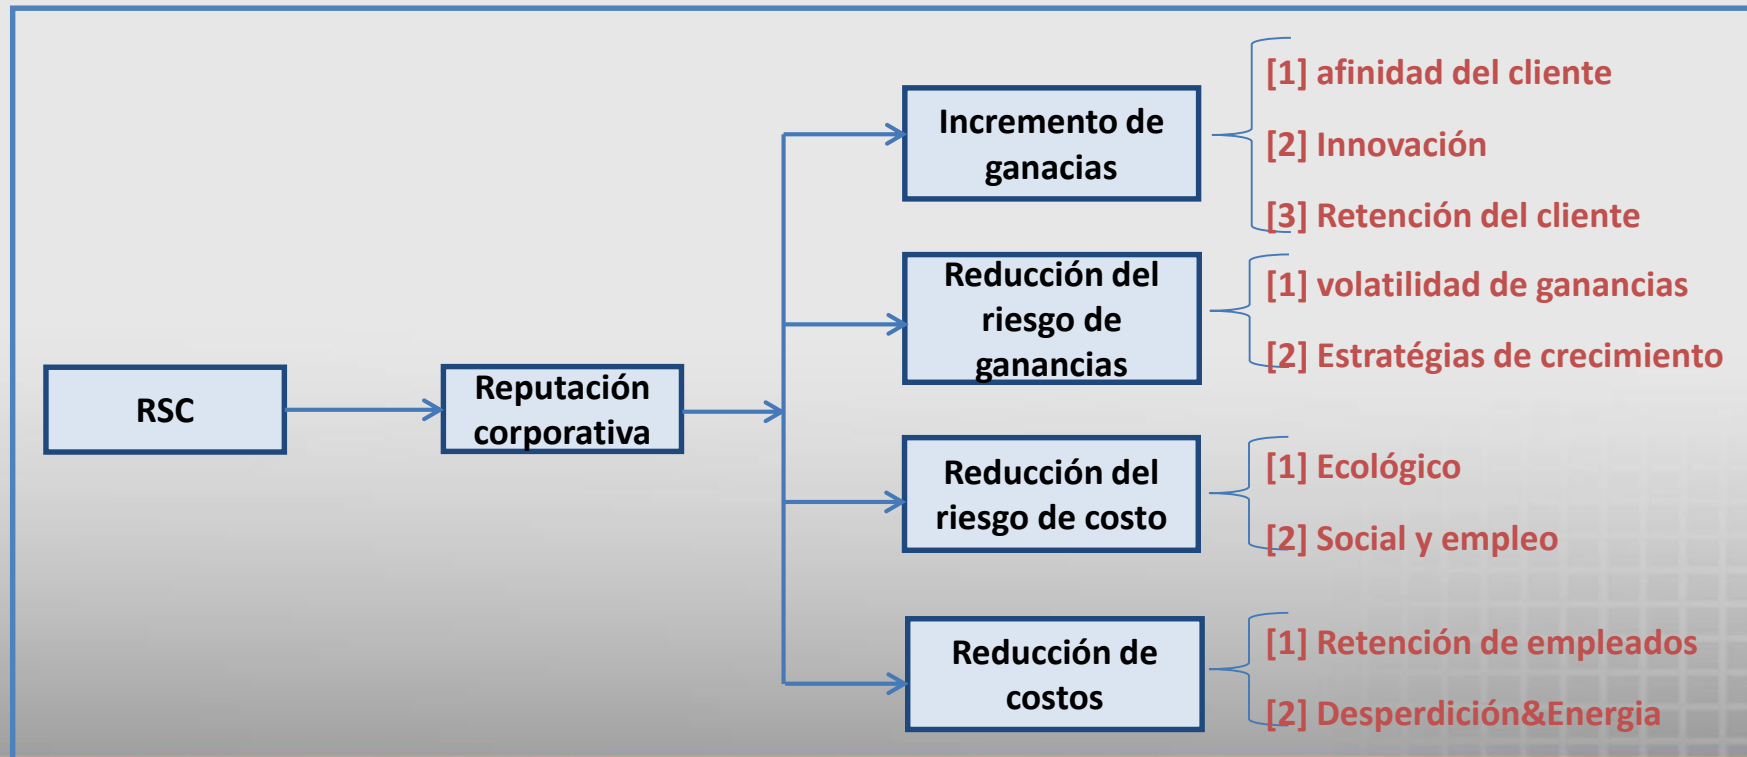 RSC
Reputación
corporativa
Incremento de
ganacias
[1] afinidad del cliente
[2] Innovación
[3] Retención del cliente
Reducción del
riesgo de
ganancias
[1] volatilidad de ganancias
[2] Estratégias de crecimiento
Reducción del
riesgo de costo
[1] Ecológico
[2] Social y empleo
Reducción de
costos
[1] Retención de empleados
[2] Desperdición&Energia